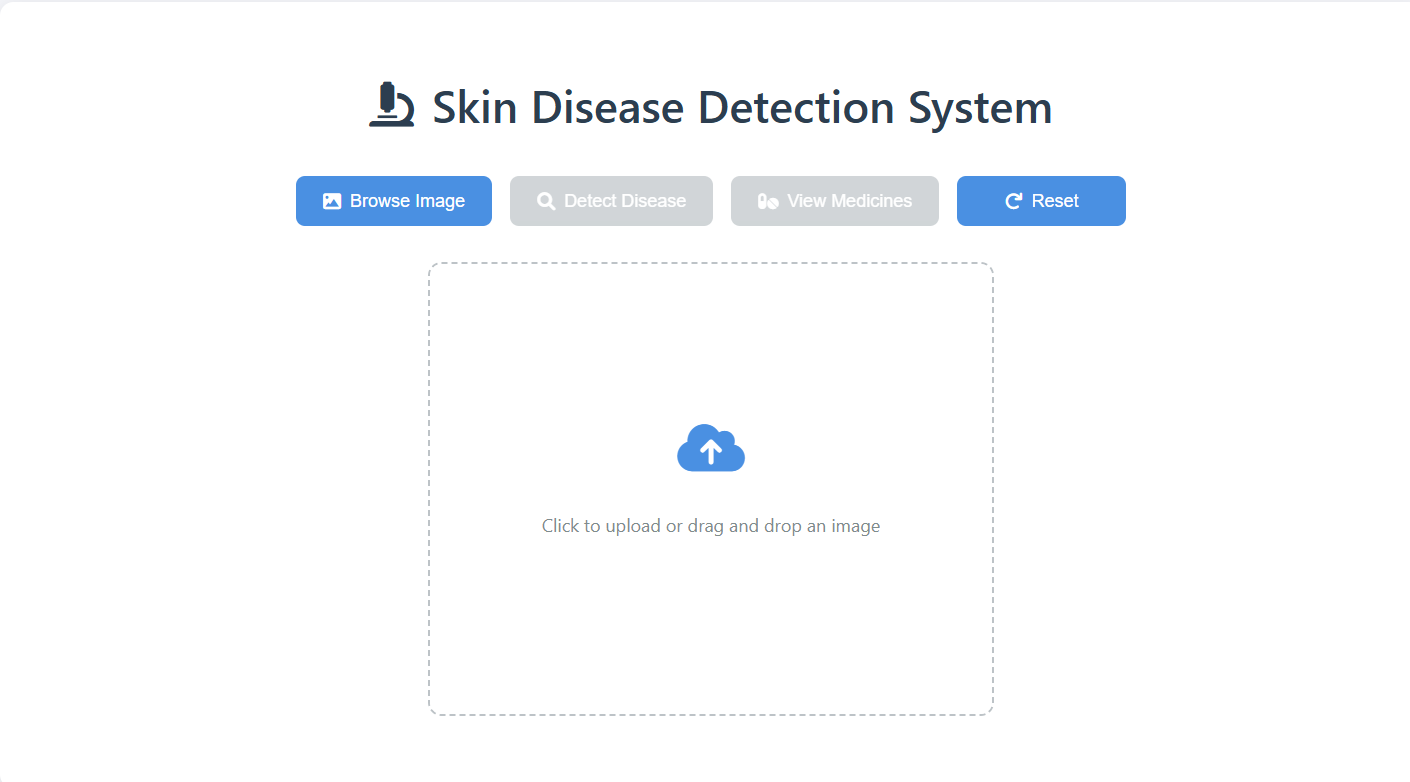 Skin Disease Detection System
Browse Image
Detect Disease
View Medicines
Reset
Click to upload or drag and drop an image